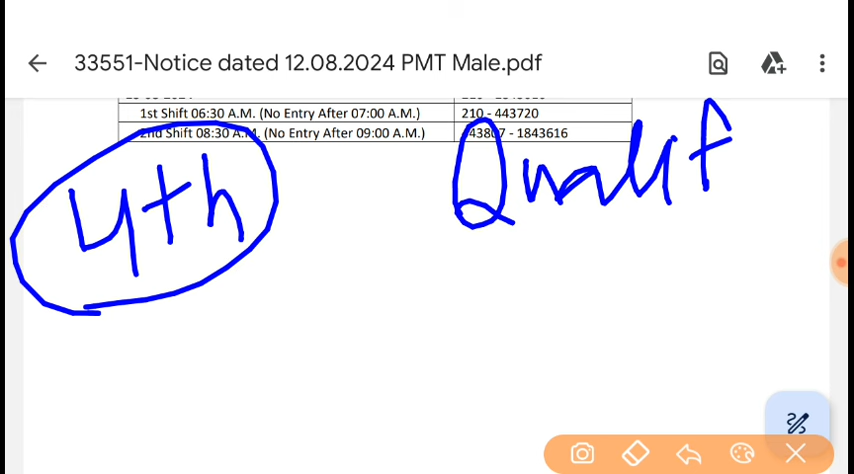 33551-Notice dated 12.08.2024 PMT Male.pdf
1st Shift 06:30 A.M. (No Entry After 07:00 A.M.) 210 - 443720
2nd Shift 08:30 A.M. (No Entry After 09:00 A.M.) - 1843616
4th Qualif